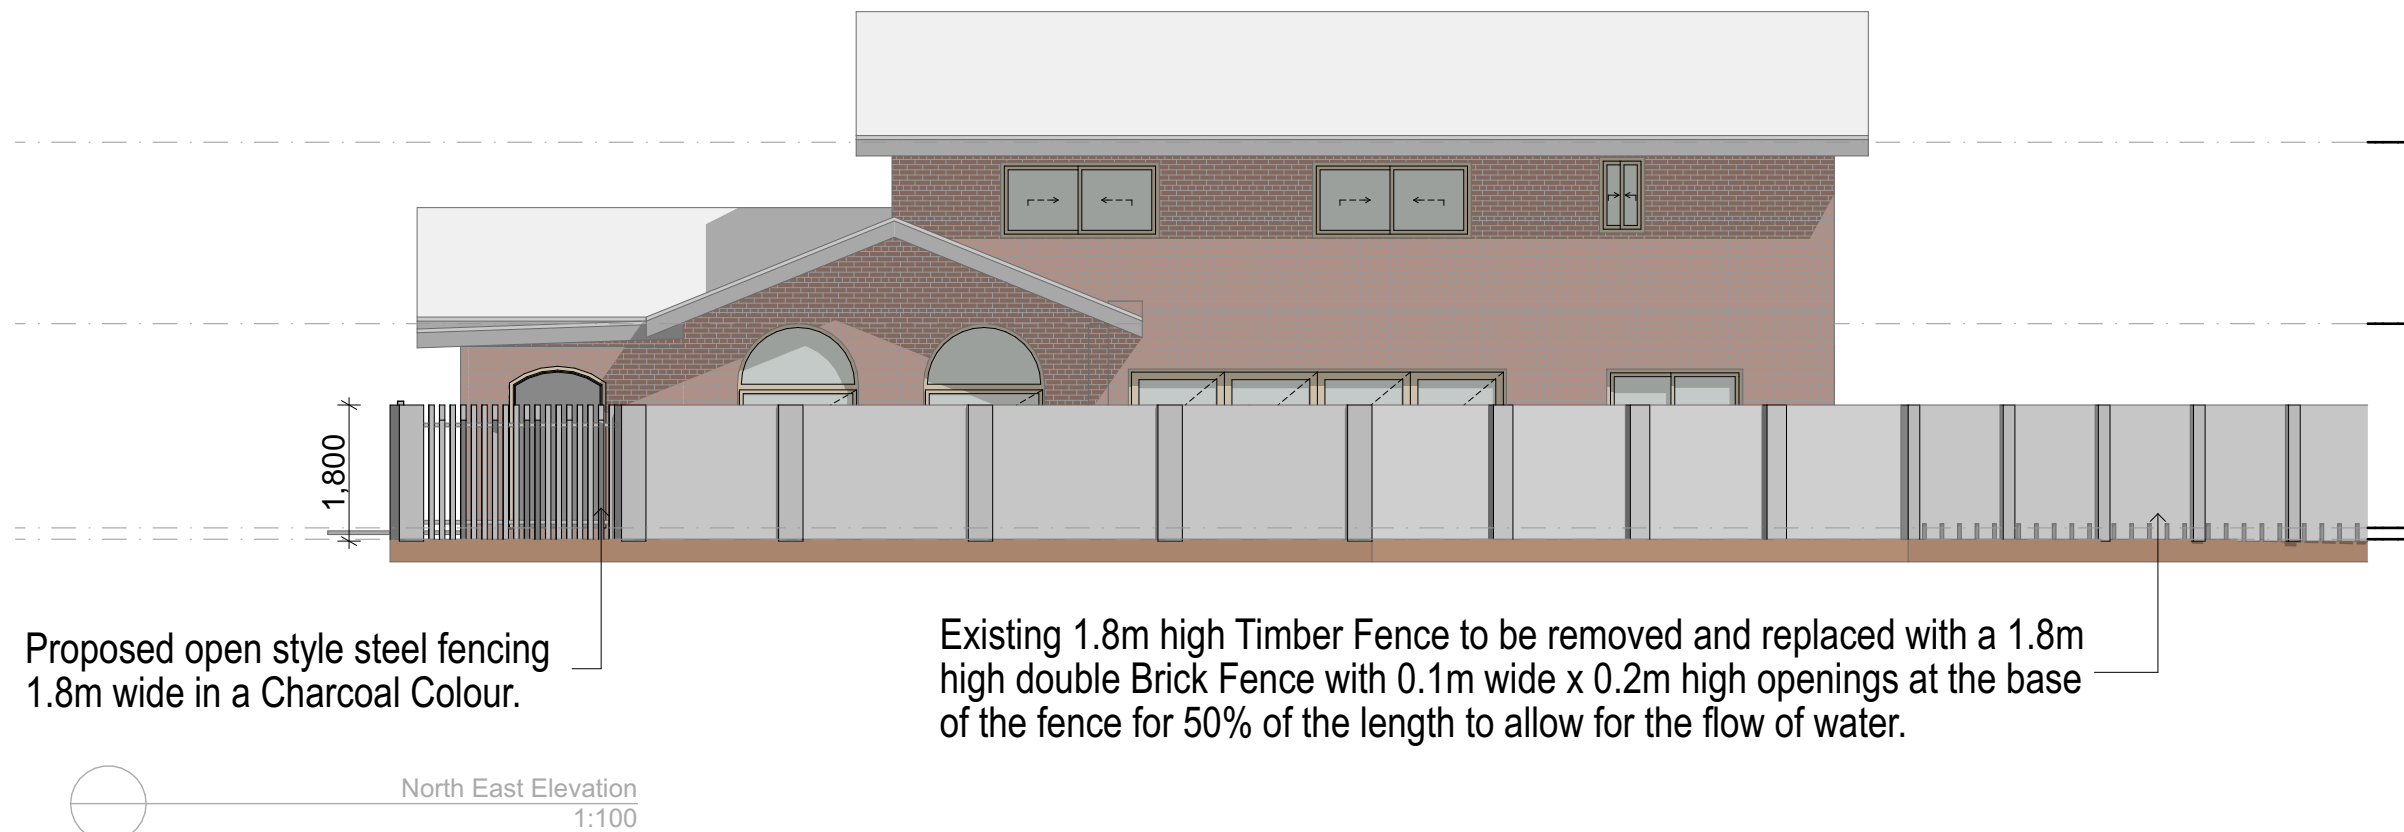 1,800
Proposed open style steel fencing
1.8m wide in a Charcoal Colour.
Existing 1.8m high Timber Fence to be removed and replaced with a 1.8m
high double Brick Fence with 0.1m wide x 0.2m high openings at the base
of the fence for 50% of the length to allow for the flow of water.
North East Elevation
1:100